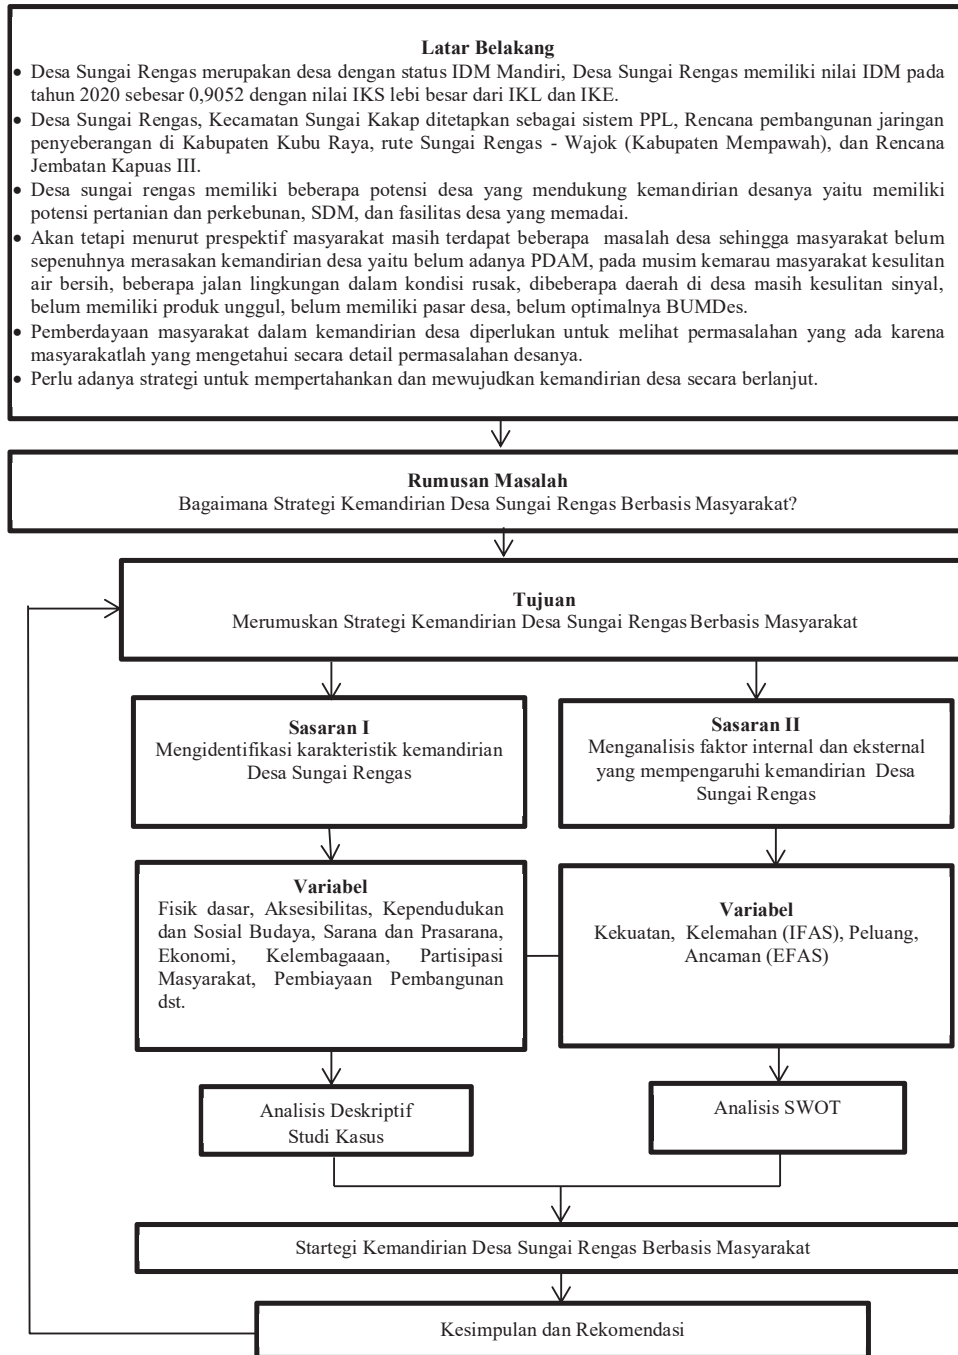 Latar Belakang
• Desa Sungai Rengas merupakan desa dengan status IDM Mandiri, Desa Sungai Rengas memiliki nilai IDM pada
tahun 2020 sebesar 0,9052 dengan nilai IKS lebi besar dari IKL dan IKE.
• Desa Sungai Rengas, Kecamatan Sungai Kakap ditetapkan sebagai sistem PPL, Rencana pembangunan jaringan
penyeberangan di Kabupaten Kubu Raya, rute Sungai Rengas - Wajok (Kabupaten Mempawah), dan Rencana
Jembatan Kapuas III.
• Desa sungai rengas memiliki beberapa potensi desa yang mendukung kemandirian desanya yaitu memiliki
potensi pertanian dan perkebunan, SDM, dan fasilitas desa yang memadai.
• Akan tetapi menurut prespektif masyarakat masih terdapat beberapa masalah desa sehingga masyarakat belum
sepenuhnya merasakan kemandirian desa yaitu belum adanya PDAM, pada musim kemarau masyarakat kesulitan
air bersih, beberapa jalan lingkungan dalam kondisi rusak, dibeberapa daerah di desa masih kesulitan sinyal,
belum memiliki produk unggul, belum memiliki pasar desa, belum optimalnya BUMDes.
• Pemberdayaan masyarakat dalam kemandirian desa diperlukan untuk melihat permasalahan yang ada karena
masyarakatlah yang mengetahui secara detail permasalahan desanya.
• Perlu adanya strategi untuk mempertahankan dan mewujudkan kemandirian desa secara berlanjut.
Rumusan Masalah
Bagaimana Strategi Kemandirian Desa Sungai Rengas Berbasis Masyarakat?
Tujuan
Merumuskan Strategi Kemandirian Desa Sungai Rengas Berbasis Masyarakat
Sasaran I
Mengidentifikasi karakteristik kemandirian
Desa Sungai Rengas
Sasaran II
Menganalisis faktor internal dan eksternal
yang mempengaruhi kemandirian Desa
Sungai Rengas
Variabel
Fisik dasar, Aksesibilitas, Kependudukan
dan Sosial Budaya, Sarana dan Prasarana,
Ekonomi, Kelembagaaan, Partisipasi
Masyarakat, Pembiayaan Pembangunan
dst.
Variabel
Kekuatan, Kelemahan (IFAS), Peluang,
Ancaman (EFAS)
Analisis Deskriptif
Studi Kasus
Analisis SWOT
Startegi Kemandirian Desa Sungai Rengas Berbasis Masyarakat
Kesimpulan dan Rekomendasi